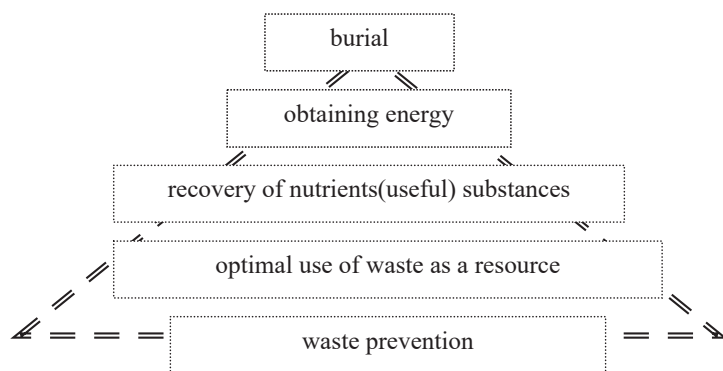 burial
obtaining energy
recovery of nutrients(useful) substances
optimal use of waste as a resource
waste prevention